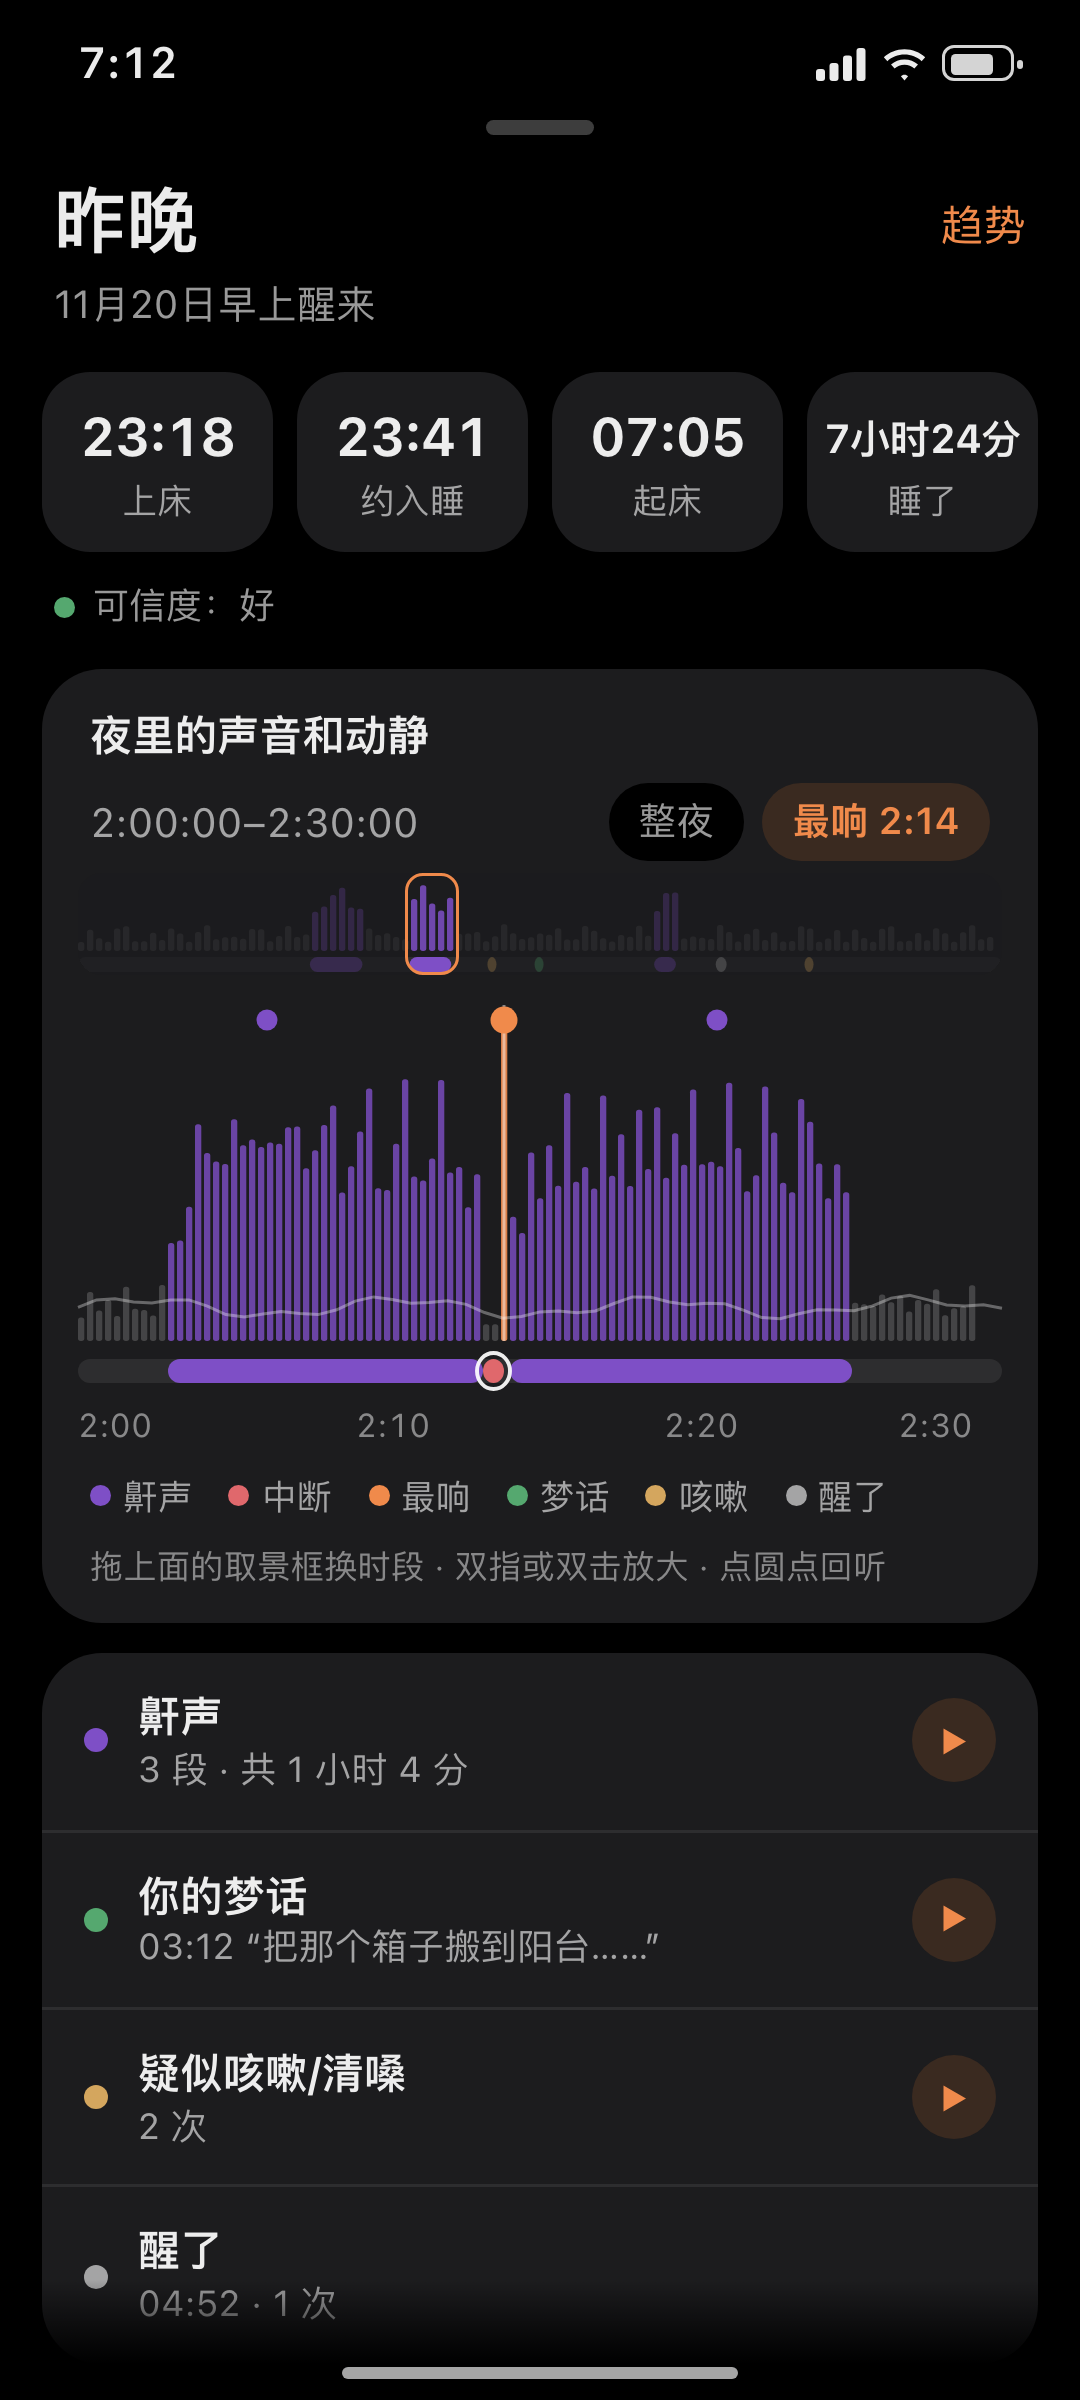 7:12
昨晚
趋势
11月20日早上醒来
23:18
上床
23:41
约入睡
07:05
起床
7小时24分
睡了
可信度：好
夜里的声音和动静
2:00:00–2:30:00
整夜
最响 2:14
2:00 2:10 2:20 2:30
鼾声 中断 最响 梦话 咳嗽 醒了
拖上面的取景框换时段 · 双指或双击放大 · 点圆点回听
鼾声
3 段 · 共 1 小时 4 分
你的梦话
03:12 “把那个箱子搬到阳台……”
疑似咳嗽/清嗓
2 次
醒了
04:52 · 1 次